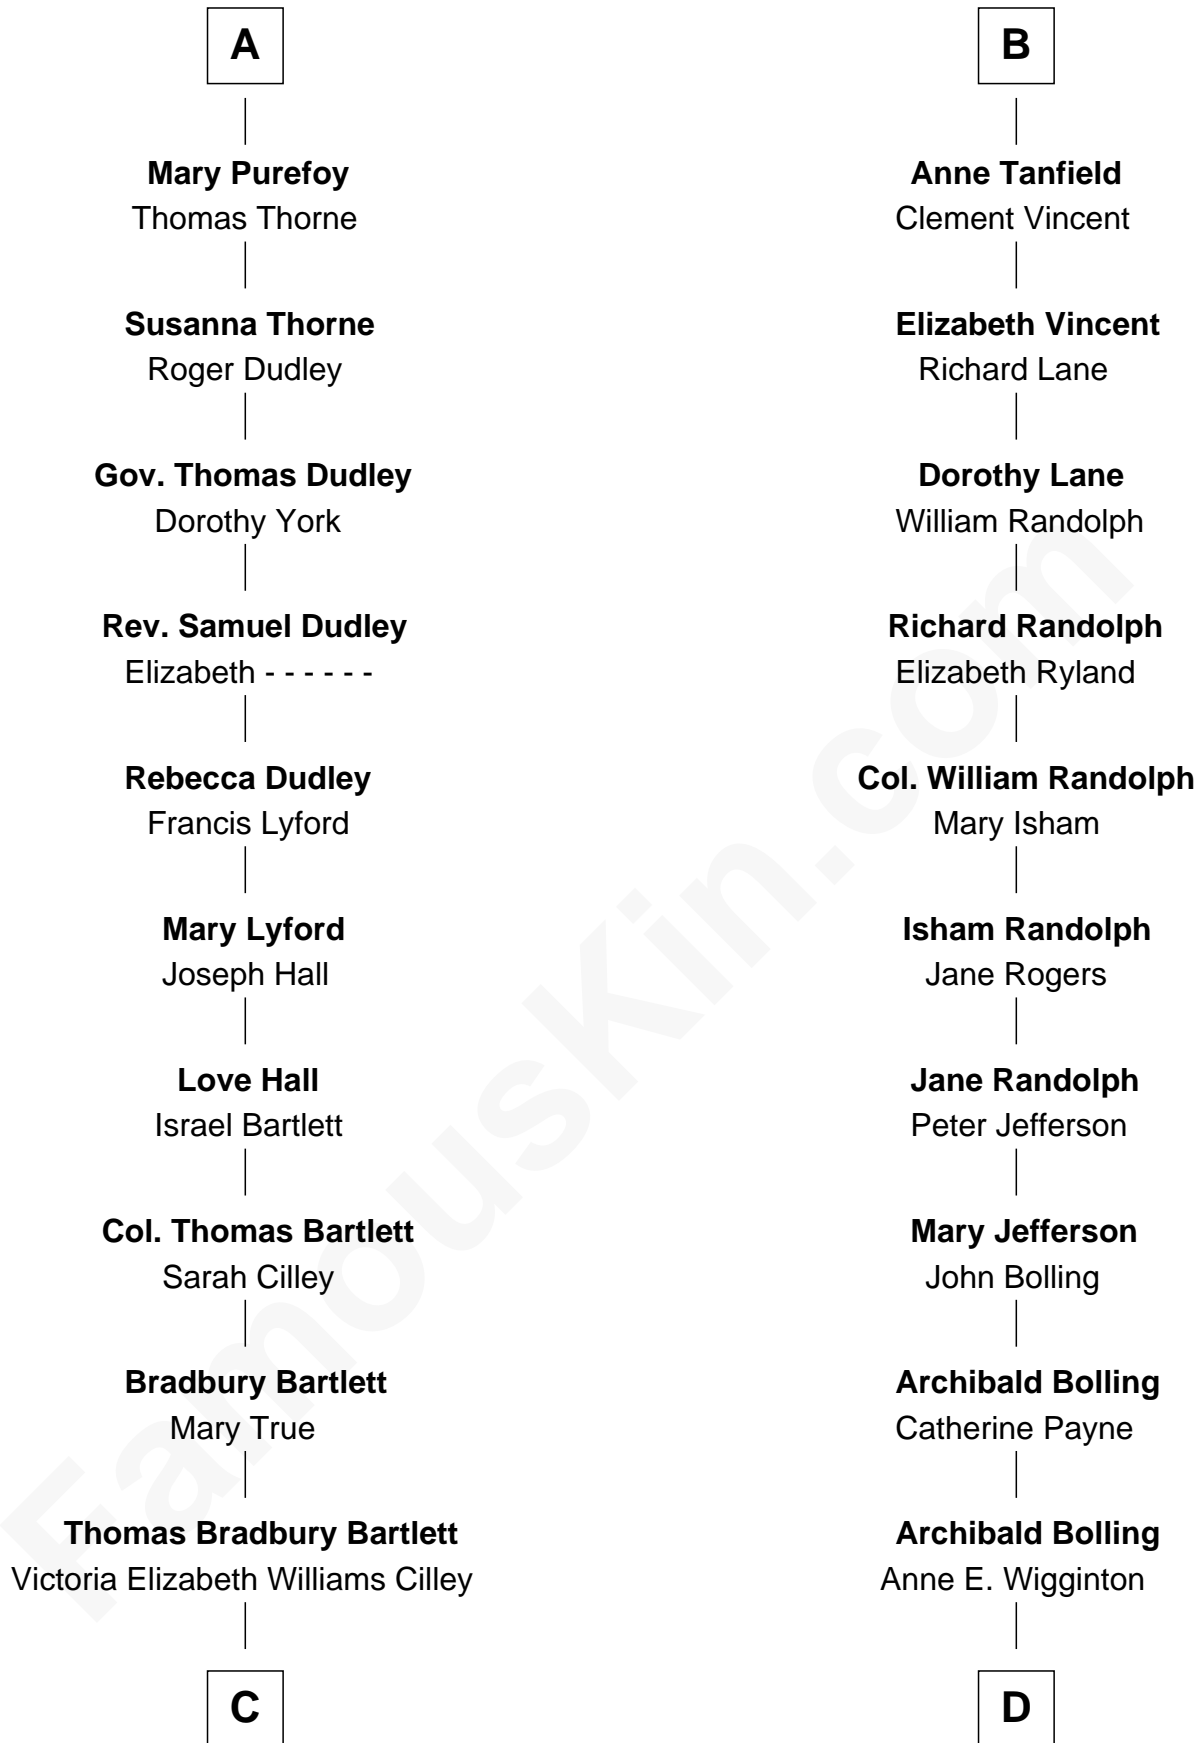 A
Mary Purefoy
Thomas Thorne
Susanna Thorne
Roger Dudley
Gov. Thomas Dudley
Dorothy York
Rev. Samuel Dudley
Elizabeth - - - - - -
Rebecca Dudley
Francis Lyford
Mary Lyford
Joseph Hall
Love Hall
Israel Bartlett
Col. Thomas Bartlett
Sarah Cilley
Bradbury Bartlett
Mary True
Thomas Bradbury Bartlett
Victoria Elizabeth Williams Cilley
C
B
Anne Tanfield
Clement Vincent
Elizabeth Vincent
Richard Lane
Dorothy Lane
William Randolph
Richard Randolph
Elizabeth Ryland
Col. William Randolph
Mary Isham
Isham Randolph
Jane Rogers
Jane Randolph
Peter Jefferson
Mary Jefferson
John Bolling
Archibald Bolling
Catherine Payne
Archibald Bolling
Anne E. Wigginton
D
FamousKin.com